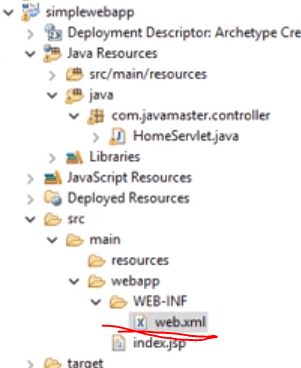 simplewebapp
Deployment Descriptor: Archetype Cre
Java Resources
src/main/resources
java
com.javamaster.controller
HomeServlet.java
Libraries
JavaScript Resources
Deployed Resources
src
main
resources
webapp
WEB-INF
web.xml
index.jsp
target